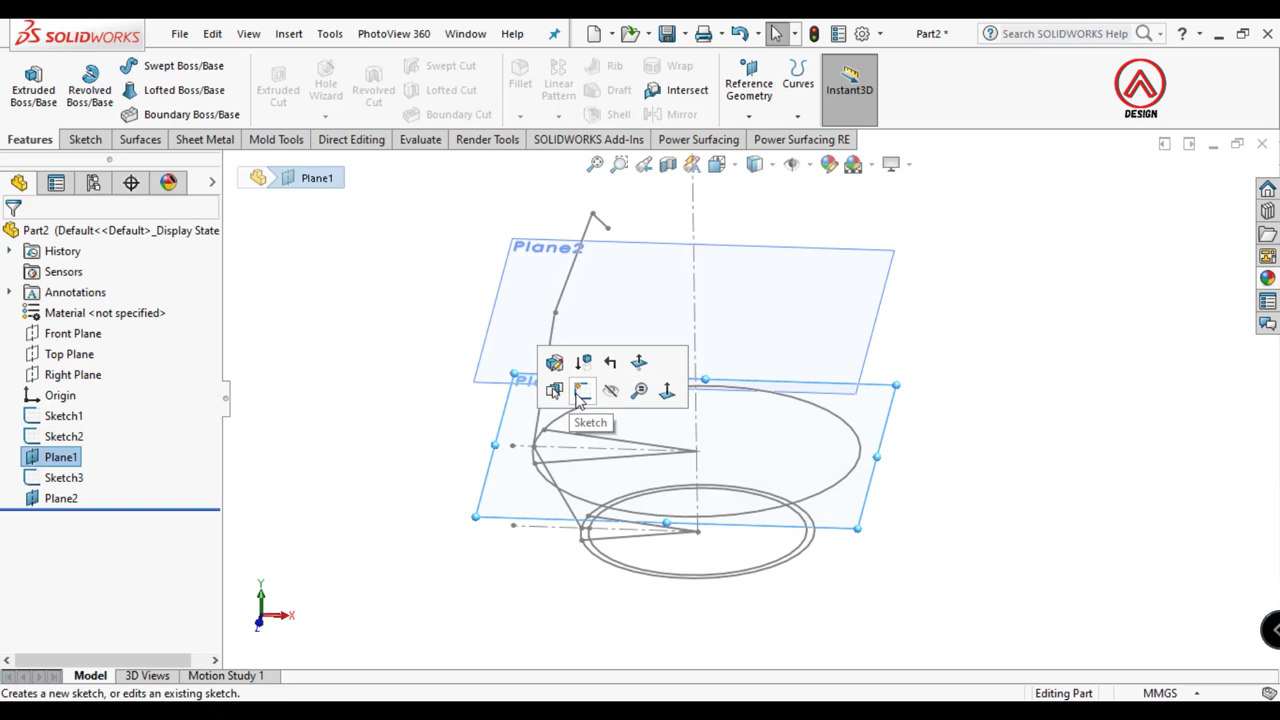 SOLIDWORKS
File Edit View Insert Tools PhotoView 360 Window Help
Part2 *
Search SOLIDWORKS Help
Extruded Boss/Base
Revolved Boss/Base
Swept Boss/Base
Lofted Boss/Base
Boundary Boss/Base
Extruded Cut
Hole Wizard
Revolved Cut
Swept Cut
Lofted Cut
Boundary Cut
Fillet
Linear Pattern
Rib
Draft
Shell
Wrap
Intersect
Mirror
Reference Geometry
Curves
Instant3D
DESIGN
Features Sketch Surfaces Sheet Metal Mold Tools Direct Editing Evaluate Render Tools SOLIDWORKS Add-Ins Power Surfacing Power Surfacing RE
Plane1
Part2 (Default<<Default>_Display State
History
Sensors
Annotations
Material <not specified>
Front Plane
Top Plane
Right Plane
Origin
Sketch1
Sketch2
Plane1
Sketch3
Plane2
Plane2
Sketch
Y
X
Z
Model 3D Views Motion Study 1
Creates a new sketch, or edits an existing sketch.
Editing Part
MMGS